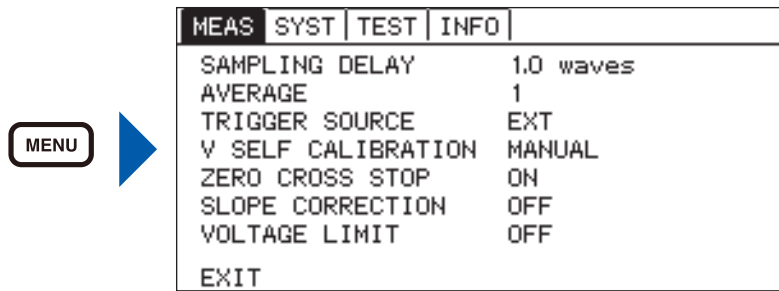 MENU
MEAS SYST TEST INFO
SAMPLING DELAY 1.0 waves
AVERAGE 1
TRIGGER SOURCE EXT
V SELF CALIBRATION MANUAL
ZERO CROSS STOP ON
SLOPE CORRECTION OFF
VOLTAGE LIMIT OFF
EXIT